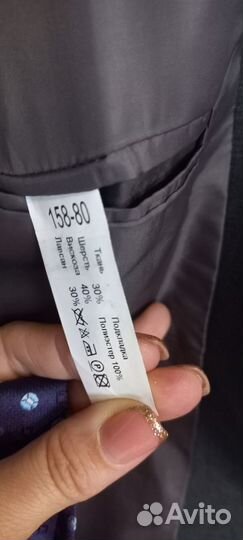 158-80
Ткань
Шерсть 30%
Вискоза 40%
Лавсан 30%
Подкладка
Полиэстер 100%
Avito